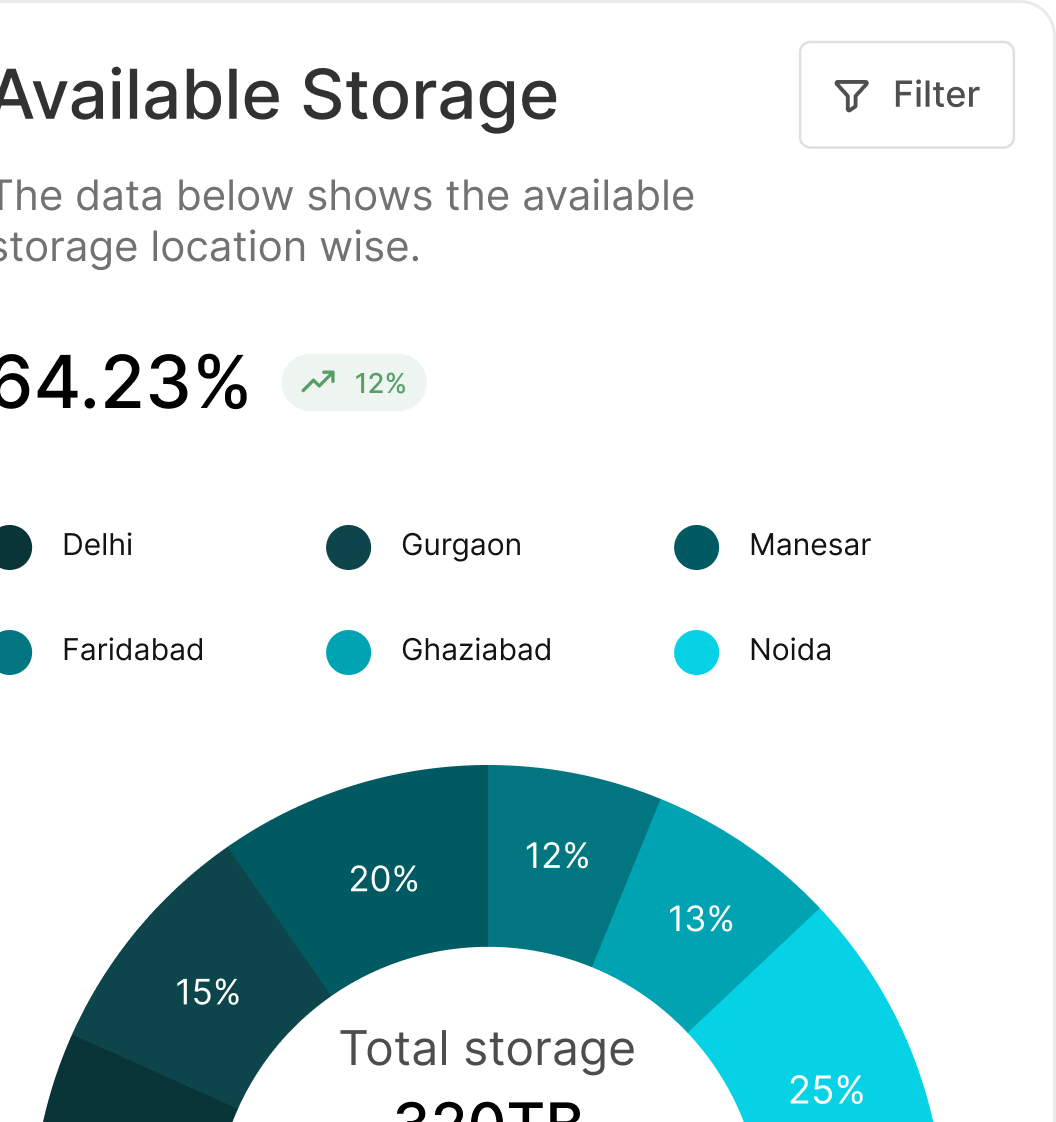 Available Storage
Filter
The data below shows the available
storage location wise.
64.23%
12%
Delhi
Gurgaon
Manesar
Faridabad
Ghaziabad
Noida
20%
12%
13%
15%
Total storage
25%
320TB